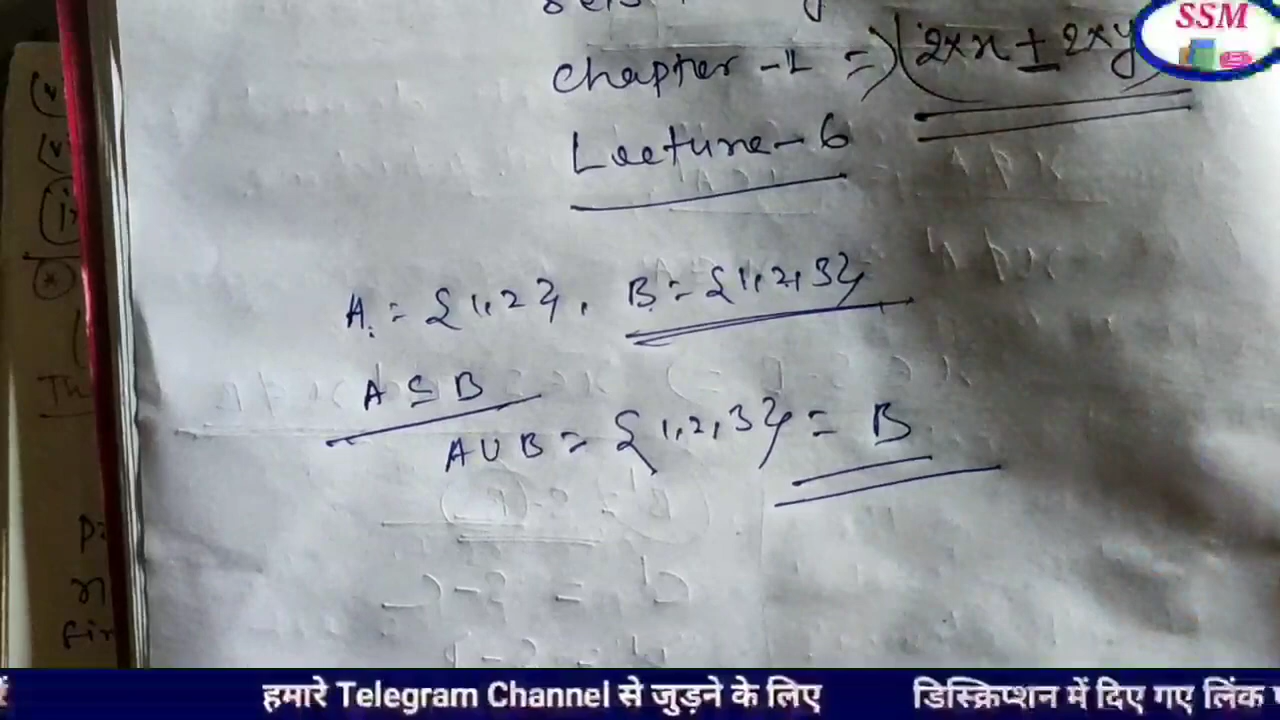 SSM
chapter-1 => (2xx ± 2xy
Lecture-6
A = {1,2}, B = {1,2,3}
A ⊆ B
A ∪ B = {1,2,3} = B
हमारे Telegram Channel से जुड़ने के लिए डिस्क्रिप्शन में दिए गए लिंक